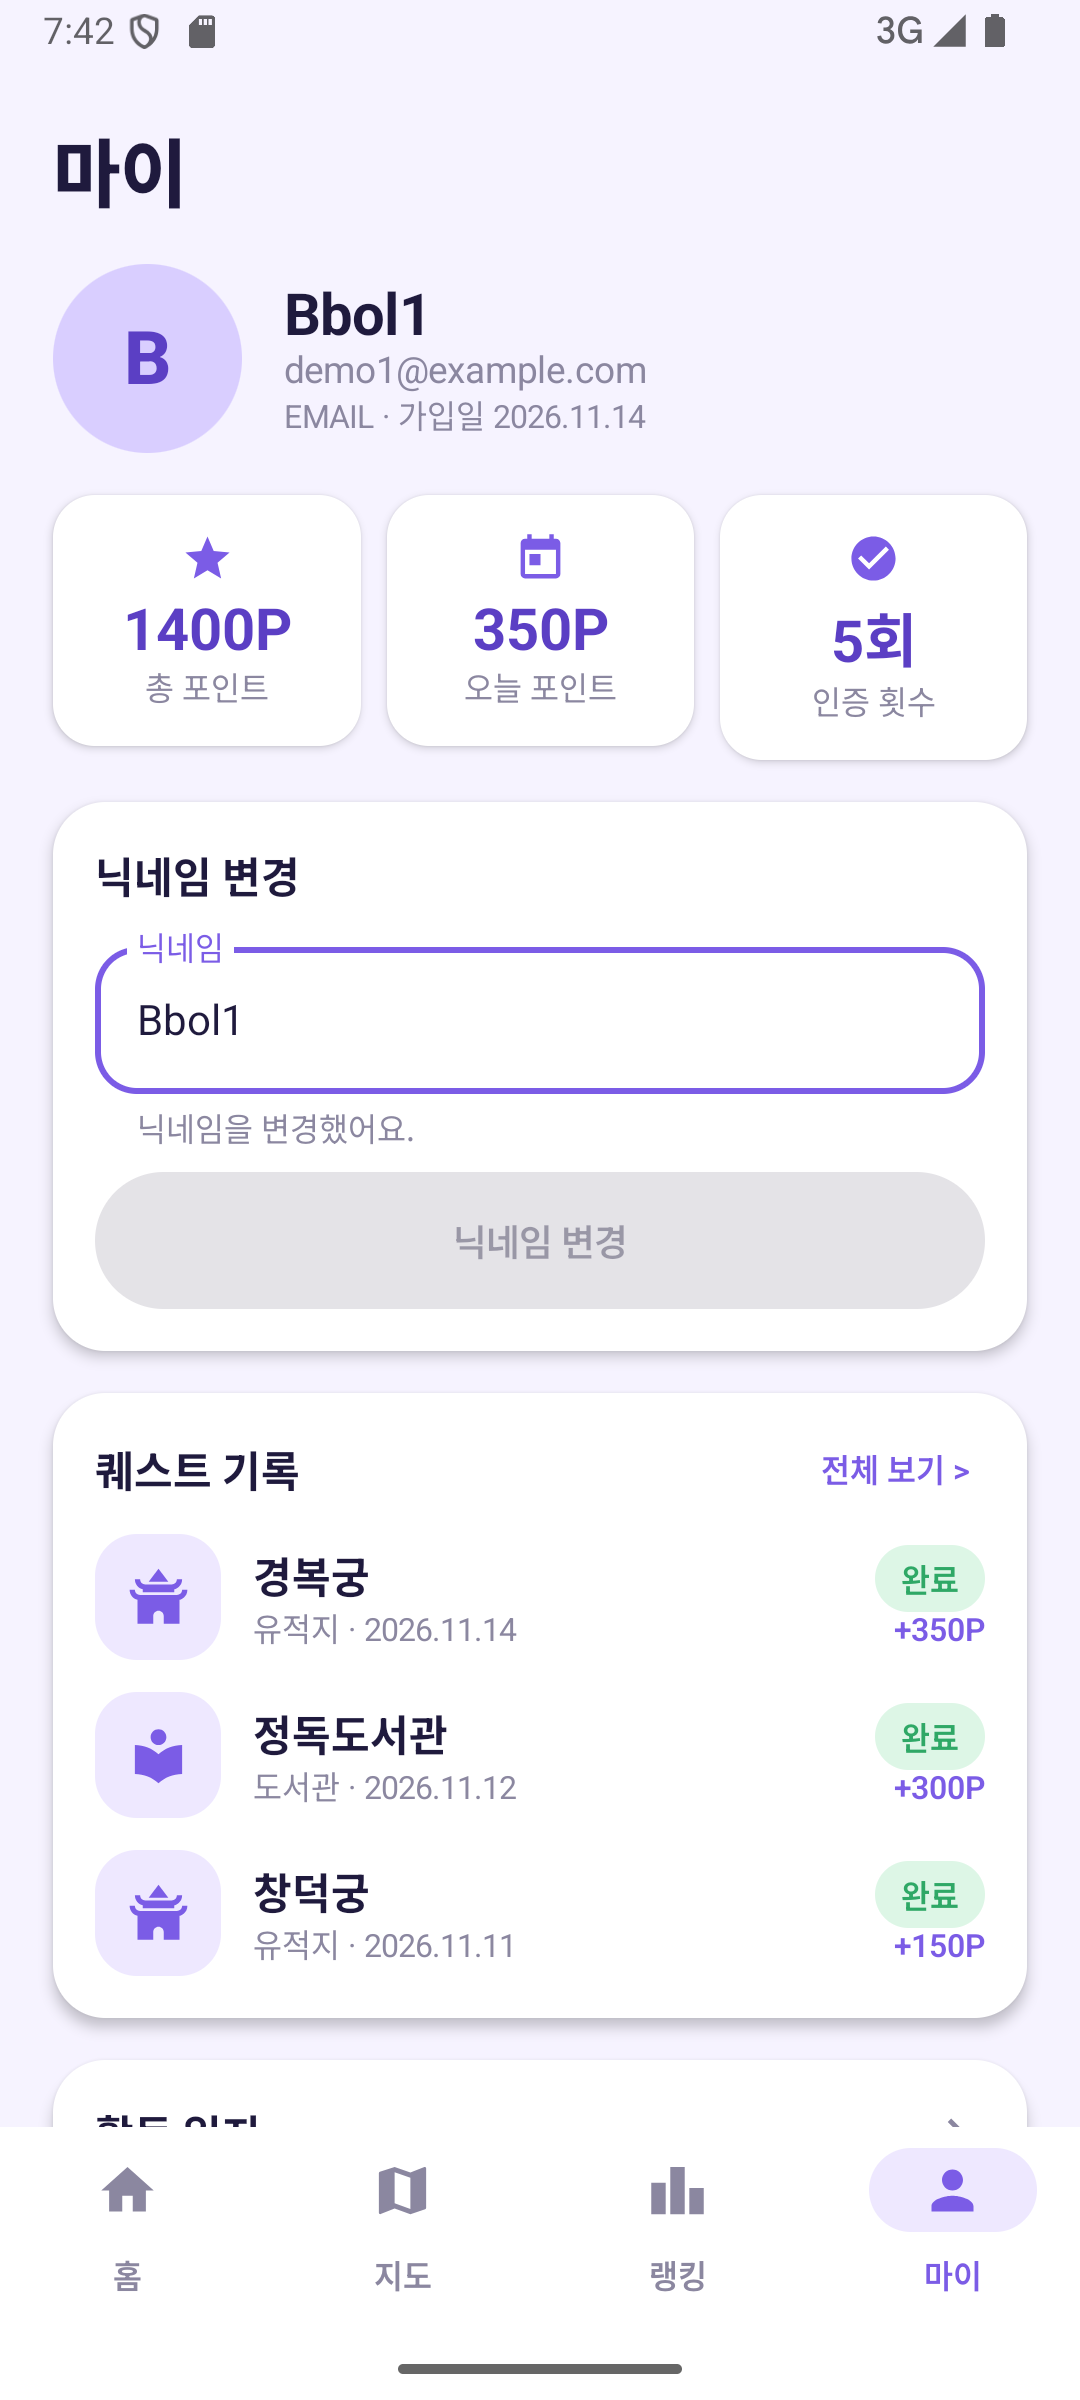 7:42
3G
마이
B
Bbol1
demo1@example.com
EMAIL · 가입일 2026.11.14
1400P
총 포인트
350P
오늘 포인트
5회
인증 횟수
닉네임 변경
닉네임
Bbol1
닉네임을 변경했어요.
닉네임 변경
퀘스트 기록
전체 보기 >
경복궁
유적지 · 2026.11.14
완료
+350P
정독도서관
도서관 · 2026.11.12
완료
+300P
창덕궁
유적지 · 2026.11.11
완료
+150P
홈
지도
랭킹
마이